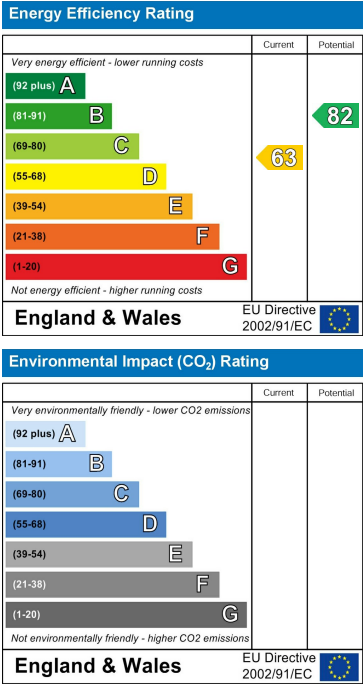 Energy Efficiency Rating
Current Potential
Very energy efficient - lower running costs
(92 plus) A
(81-91) B
(69-80) C
(55-68) D
(39-54) E
(21-38) F
(1-20) G
63
82
Not energy efficient - higher running costs
England & Wales
EU Directive
2002/91/EC
Environmental Impact (CO₂) Rating
Current Potential
Very environmentally friendly - lower CO2 emissions
(92 plus) A
(81-91) B
(69-80) C
(55-68) D
(39-54) E
(21-38) F
(1-20) G
Not environmentally friendly - higher CO2 emissions
England & Wales
EU Directive
2002/91/EC